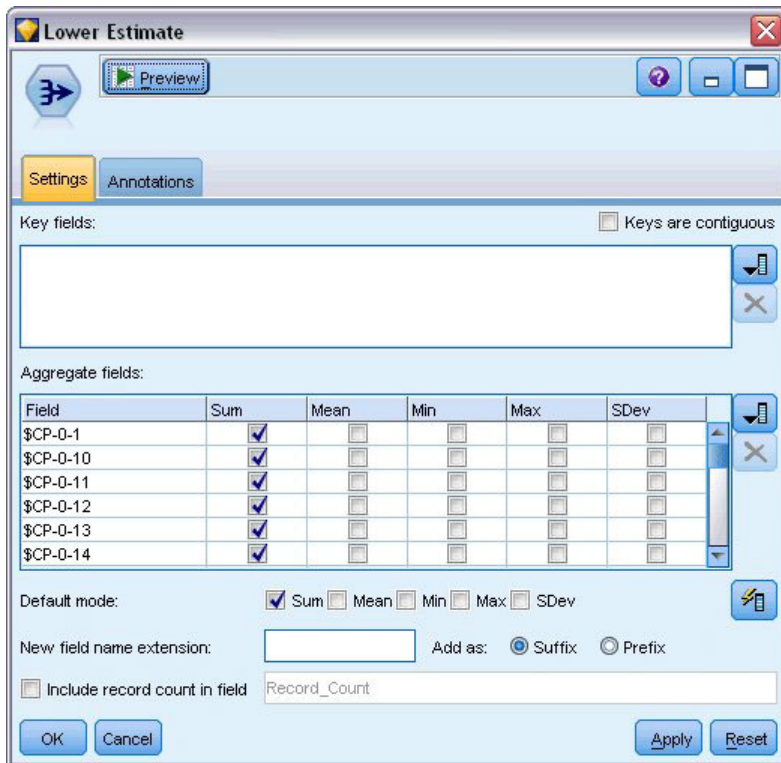 Lower Estimate
Preview
Settings Annotations
Key fields: Keys are contiguous
Aggregate fields:
Field Sum Mean Min Max SDev
$CP-0-1
$CP-0-10
$CP-0-11
$CP-0-12
$CP-0-13
$CP-0-14
Default mode: Sum Mean Min Max SDev
New field name extension: Add as: Suffix Prefix
Include record count in field Record_Count
OK Cancel Apply Reset